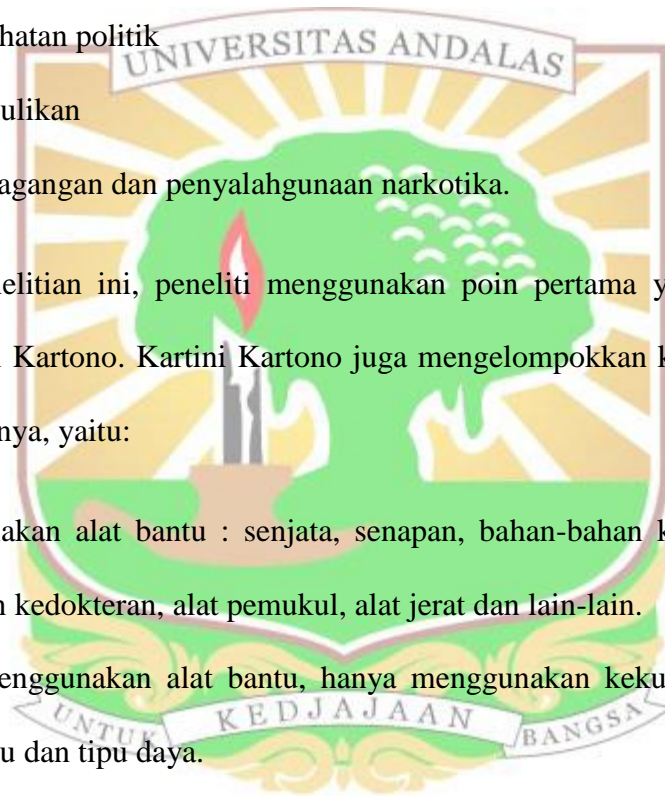 hatan politik
UNIVERSITAS ANDALAS
ulikan
agangan dan penyalahgunaan narkotika.
elitian ini, peneliti menggunakan poin pertama y
Kartono. Kartini Kartono juga mengelompokkan k
nya, yaitu:
akan alat bantu : senjata, senapan, bahan-bahan k
n kedokteran, alat pemukul, alat jerat dan lain-lain.
enggunakan alat bantu, hanya menggunakan keku
u dan tipu daya.
UNTUK KEDJAJAAN BANGSA